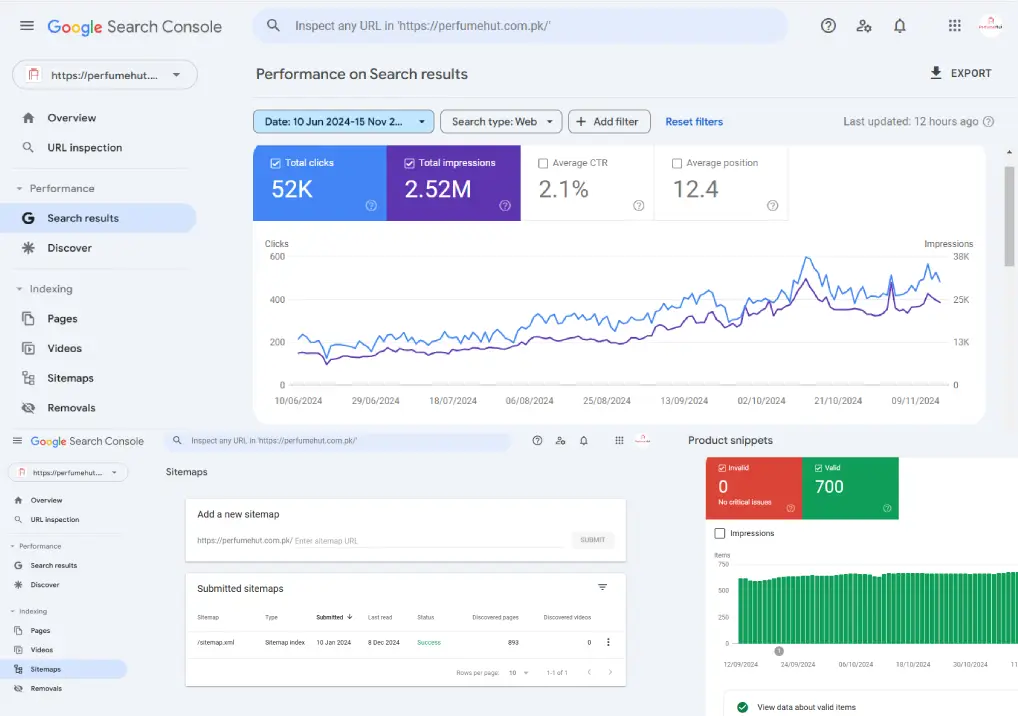 Google Search Console
Inspect any URL in 'https://perfumehut.com.pk/'
https://perfumehut....
Performance on Search results
EXPORT
Date: 10 Jun 2024-15 Nov 2...
Search type: Web
Add filter
Reset filters
Last updated: 12 hours ago
Overview
URL inspection
Performance
Search results
Discover
Indexing
Pages
Videos
Sitemaps
Removals
Total clicks
52K
Total impressions
2.52M
Average CTR
2.1%
Average position
12.4
Clicks
Impressions
600
400
200
0
38K
25K
13K
0
10/06/2024 29/06/2024 18/07/2024 06/08/2024 25/08/2024 13/09/2024 02/10/2024 21/10/2024 09/11/2024
Google Search Console
Inspect any URL in 'https://perfumehut.com.pk/'
https://perfumehut....
Overview
URL inspection
Performance
Search results
Discover
Indexing
Pages
Videos
Sitemaps
Removals
Sitemaps
Add a new sitemap
https://perfumehut.com.pk/ Enter sitemap URL
SUBMIT
Submitted sitemaps
Sitemap Type Submitted Last read Status Discovered pages Discovered videos
/sitemap.xml Sitemap index 10 Jan 2024 8 Dec 2024 Success 893 0
Rows per page: 10 1-1 of 1
Product snippets
Invalid
0
No critical issues
Valid
700
Impressions
Items
750
500
250
0
1
12/09/2024 24/09/2024 06/10/2024 18/10/2024 30/10/2024 11
View data about valid items